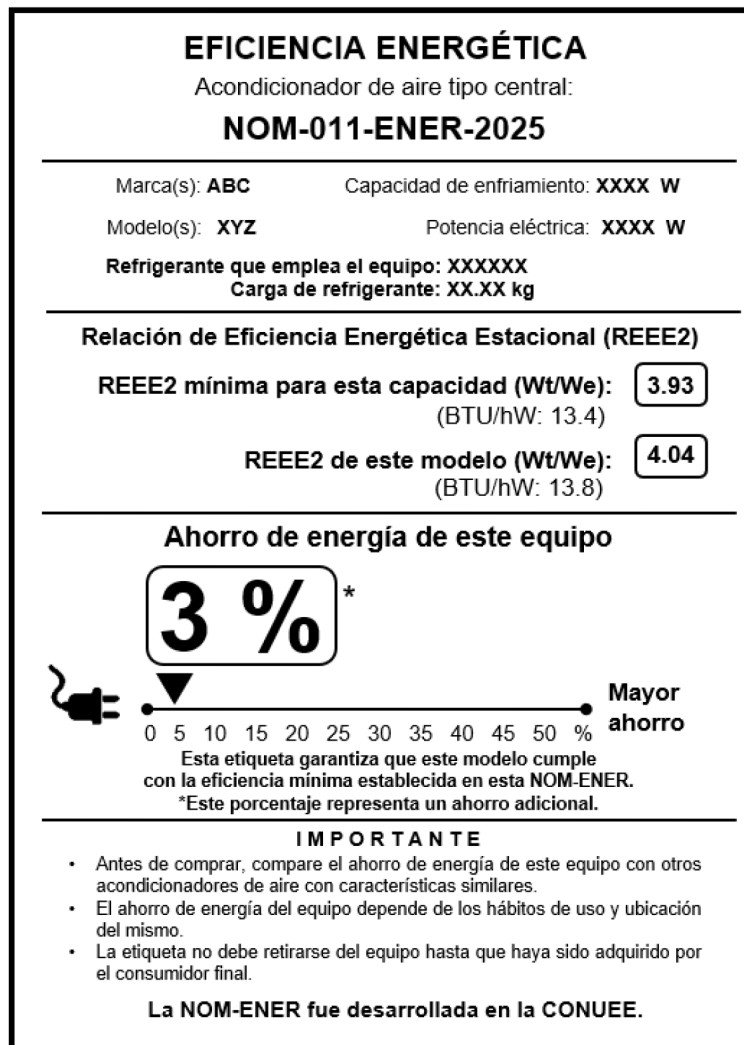 EFICIENCIA ENERGÉTICA
Acondicionador de aire tipo central:
NOM-011-ENER-2025
Marca(s): ABC Capacidad de enfriamiento: XXXX W
Modelo(s): XYZ Potencia eléctrica: XXXX W
Refrigerante que emplea el equipo: XXXXXX
Carga de refrigerante: XX.XX kg
Relación de Eficiencia Energética Estacional (REEE2)
REEE2 mínima para esta capacidad (Wt/We): 3.93
(BTU/hW: 13.4)
REEE2 de este modelo (Wt/We): 4.04
(BTU/hW: 13.8)
Ahorro de energía de este equipo
3 % *
Mayor
ahorro
0 5 10 15 20 25 30 35 40 45 50 %
Esta etiqueta garantiza que este modelo cumple
con la eficiencia mínima establecida en esta NOM-ENER.
*Este porcentaje representa un ahorro adicional.
I M P O R T A N T E
• Antes de comprar, compare el ahorro de energía de este equipo con otros
acondicionadores de aire con características similares.
• El ahorro de energía del equipo depende de los hábitos de uso y ubicación
del mismo.
• La etiqueta no debe retirarse del equipo hasta que haya sido adquirido por
el consumidor final.
La NOM-ENER fue desarrollada en la CONUEE.